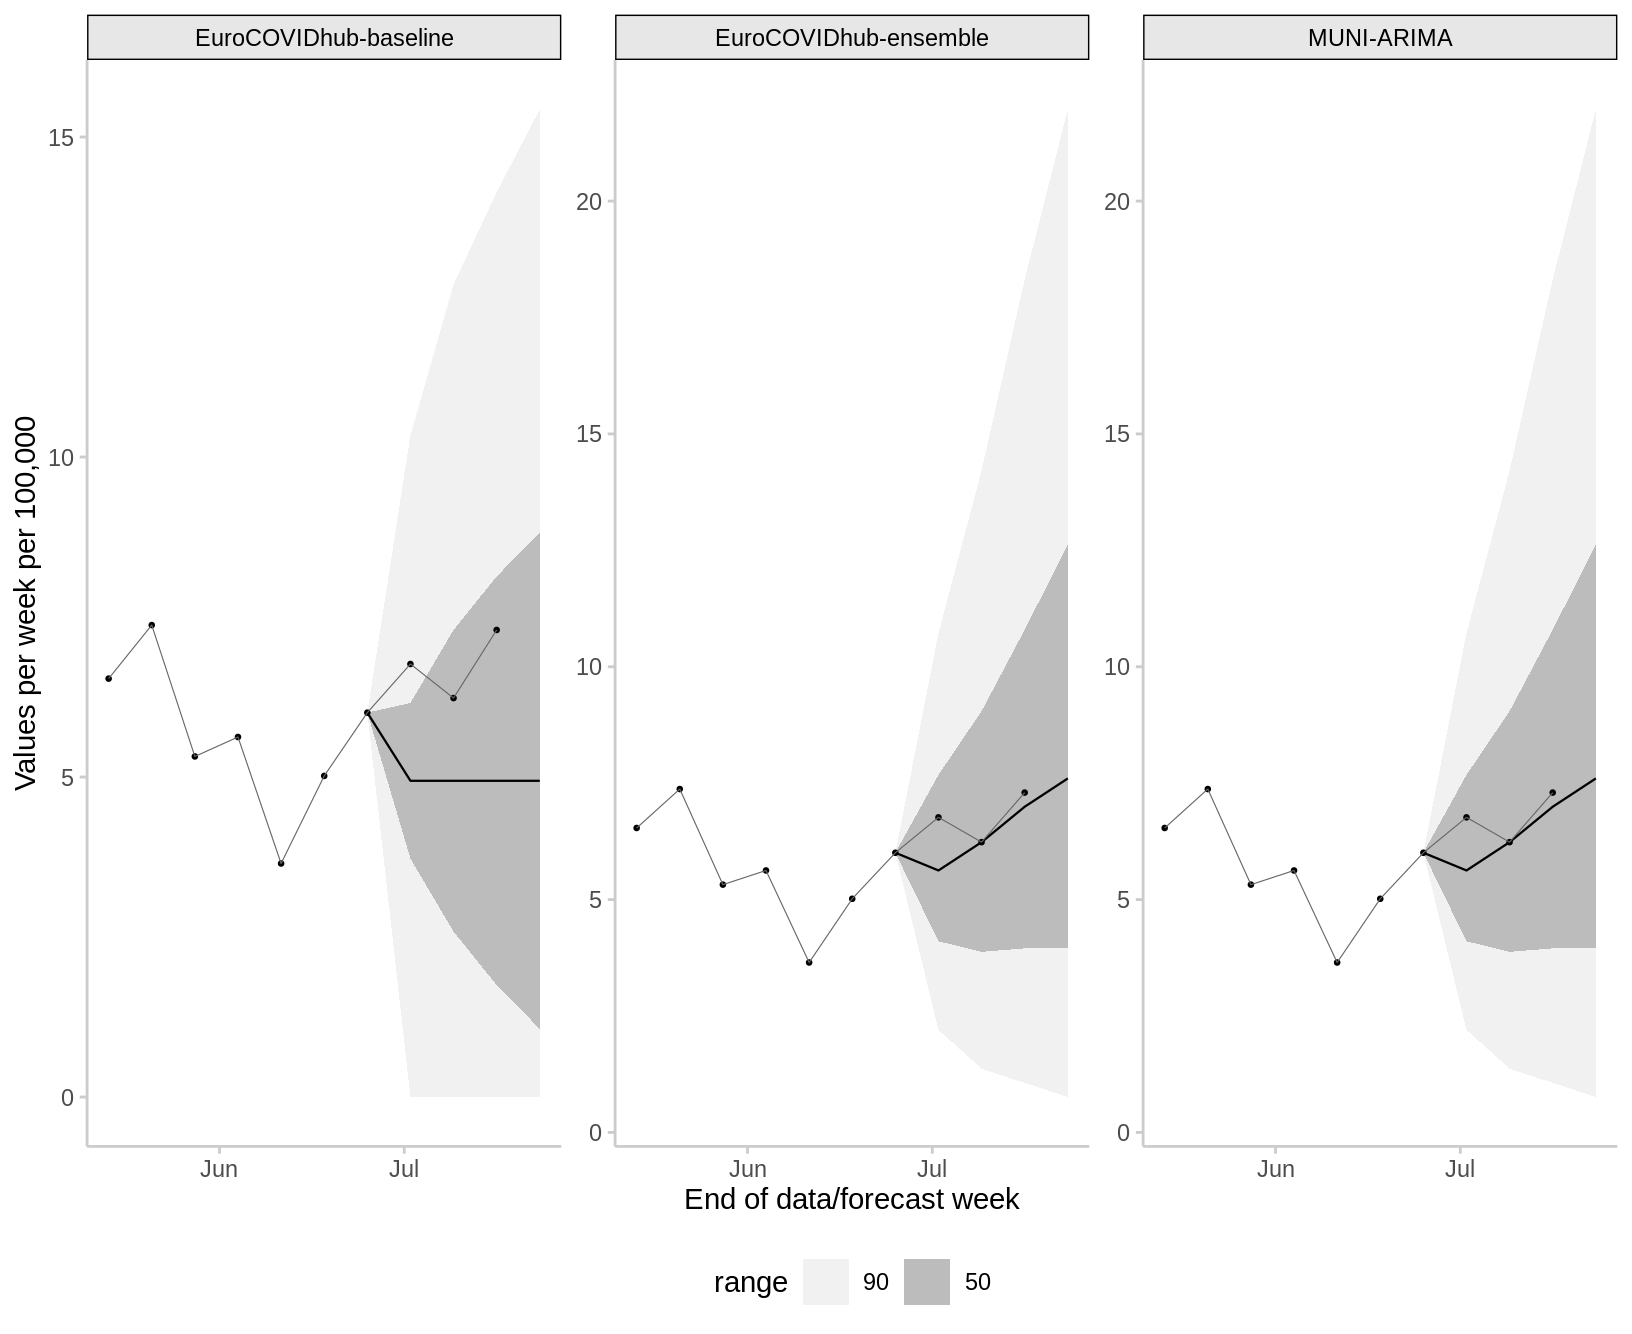 EuroCOVIDhub-baseline
EuroCOVIDhub-ensemble
MUNI-ARIMA
Values per week per 100,000
15
10
5
0
20
15
10
5
0
20
15
10
5
0
Jun Jul
Jun Jul
Jun Jul
End of data/forecast week
range 90 50